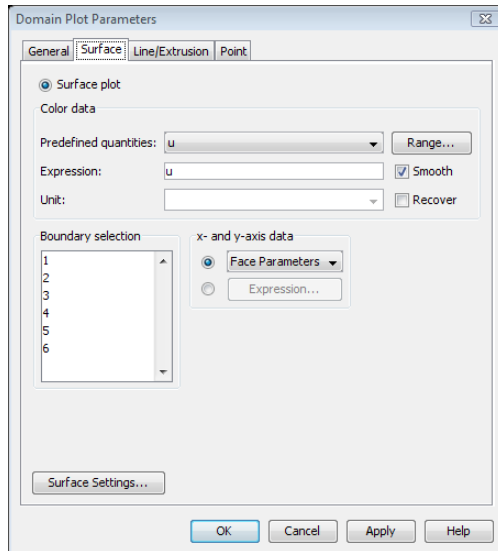 Domain Plot Parameters
General Surface Line/Extrusion Point
Surface plot
Color data
Predefined quantities: u Range...
Expression: u Smooth
Unit: Recover
Boundary selection x- and y-axis data
1
Face Parameters
2
Expression...
3
4
5
6
Surface Settings...
OK Cancel Apply Help